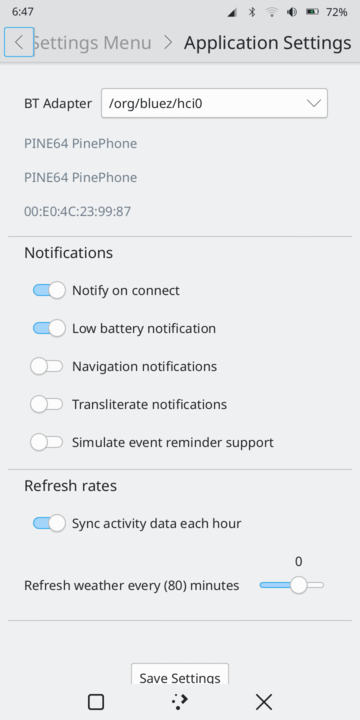 6:47
72%
Settings Menu
Application Settings
BT Adapter
/org/bluez/hci0
PINE64 PinePhone
PINE64 PinePhone
00:E0:4C:23:99:87
Notifications
Notify on connect
Low battery notification
Navigation notifications
Transliterate notifications
Simulate event reminder support
Refresh rates
Sync activity data each hour
0
Refresh weather every (80) minutes
Save Settings